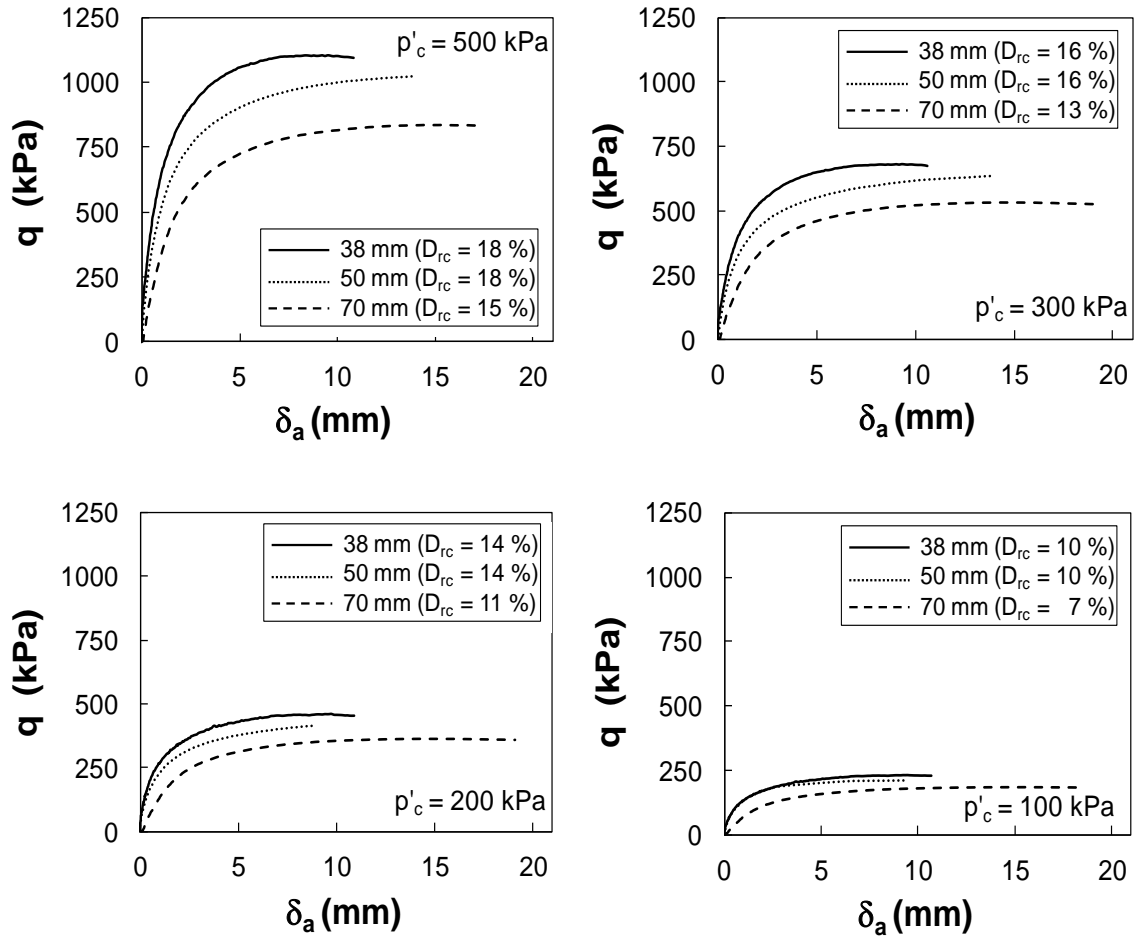 p'c = 500 kPa
q (kPa)
1250
1000
750
500
250
0
38 mm (Drc = 18 %)
50 mm (Drc = 18 %)
70 mm (Drc = 15 %)
0 5 10 15 20
δa (mm)
q (kPa)
1250
1000
750
500
250
0
38 mm (Drc = 16 %)
50 mm (Drc = 16 %)
70 mm (Drc = 13 %)
p'c = 300 kPa
0 5 10 15 20
δa (mm)
q (kPa)
1250
1000
750
500
250
0
38 mm (Drc = 14 %)
50 mm (Drc = 14 %)
70 mm (Drc = 11 %)
p'c = 200 kPa
0 5 10 15 20
δa (mm)
q (kPa)
1250
1000
750
500
250
0
38 mm (Drc = 10 %)
50 mm (Drc = 10 %)
70 mm (Drc = 7 %)
p'c = 100 kPa
0 5 10 15 20
δa (mm)